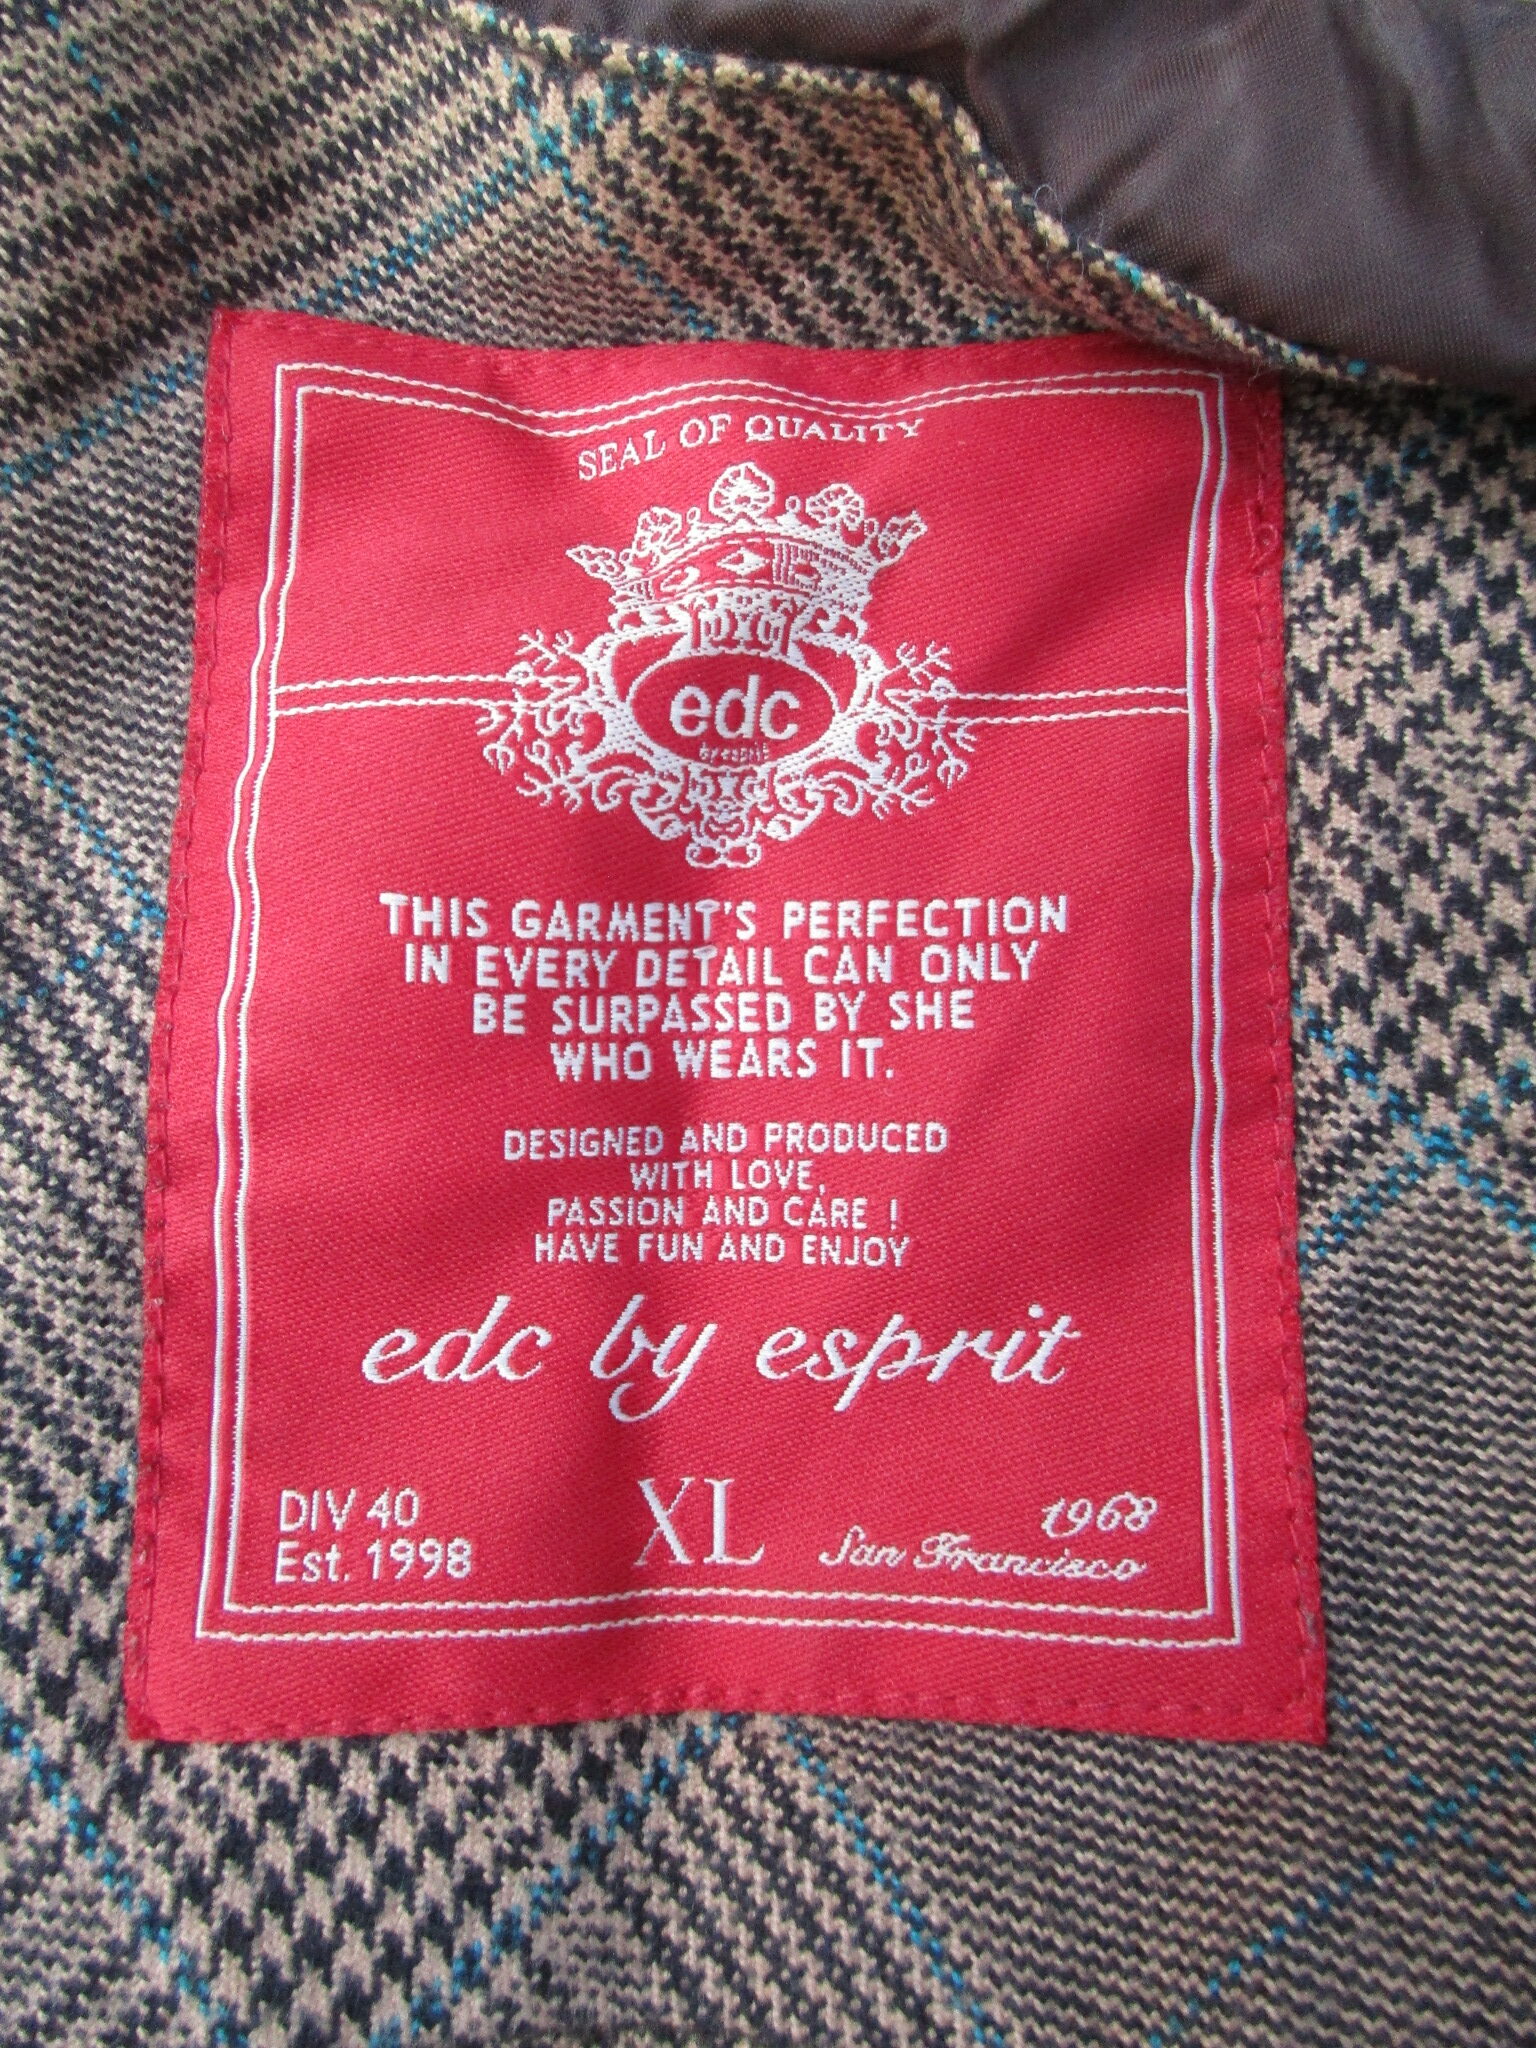 SEAL OF QUALITY
edc
by esprit
THIS GARMENT'S PERFECTION
IN EVERY DETAIL CAN ONLY
BE SURPASSED BY SHE
WHO WEARS IT.
DESIGNED AND PRODUCED
WITH LOVE,
PASSION AND CARE !
HAVE FUN AND ENJOY
edc by esprit
DIV 40
Est. 1998
XL
1968
San Francisco